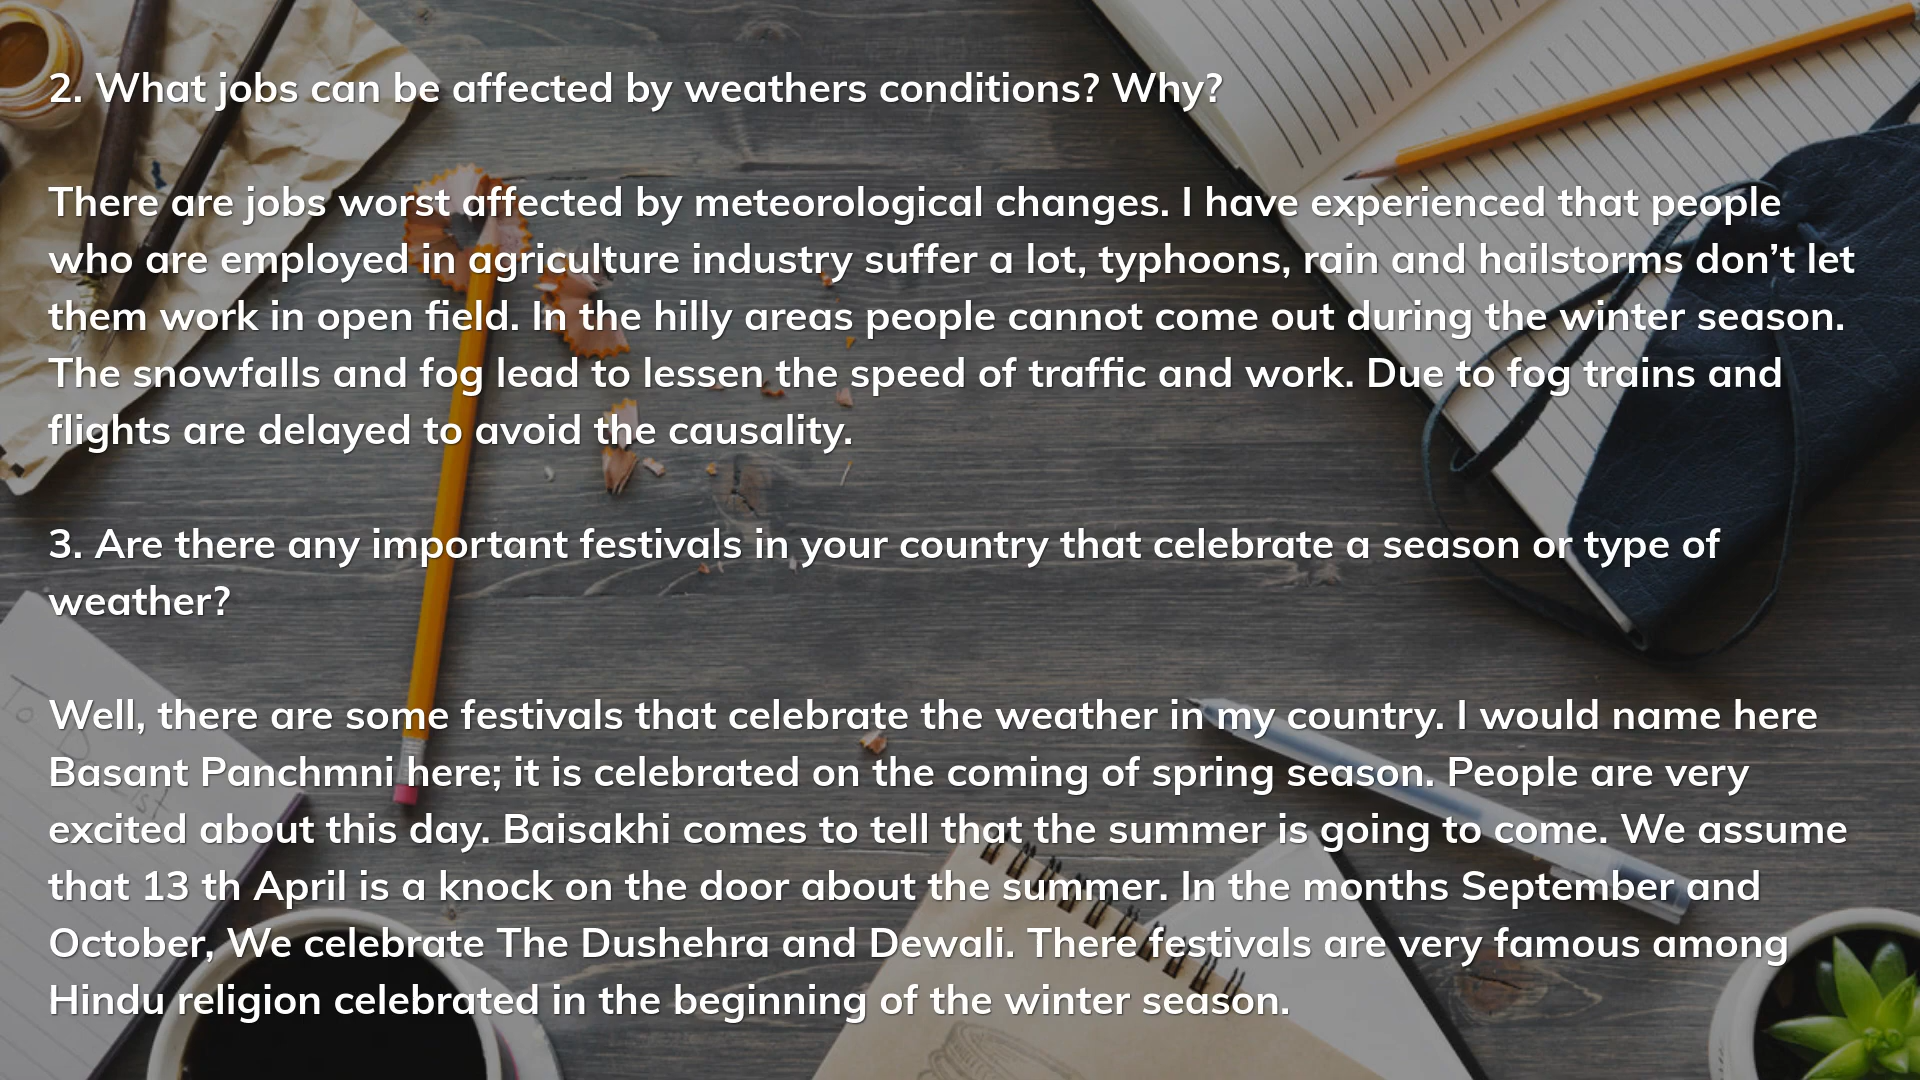 2. What jobs can be affected by weathers conditions? Why?
There are jobs worst affected by meteorological changes. I have experienced that people
who are employed in agriculture industry suffer a lot, typhoons, rain and hailstorms don’t let
them work in open field. In the hilly areas people cannot come out during the winter season.
The snowfalls and fog lead to lessen the speed of traffic and work. Due to fog trains and
flights are delayed to avoid the causality.
3. Are there any important festivals in your country that celebrate a season or type of
weather?
Well, there are some festivals that celebrate the weather in my country. I would name here
Basant Panchmni here; it is celebrated on the coming of spring season. People are very
excited about this day. Baisakhi comes to tell that the summer is going to come. We assume
that 13 th April is a knock on the door about the summer. In the months September and
October, We celebrate The Dushehra and Dewali. There festivals are very famous among
Hindu religion celebrated in the beginning of the winter season.